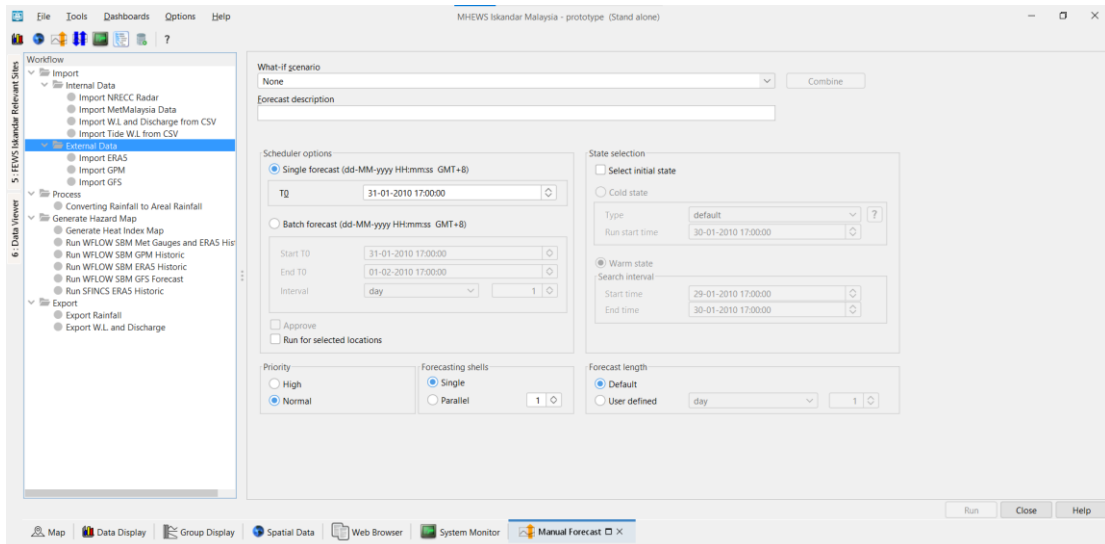 File Tools Dashboards Options Help
MHEWS Iskandar Malaysia - prototype (Stand alone)
?
5 : FEWS Iskandar Relevant Sites
6 : Data Viewer
Workflow
Import
Internal Data
Import NRECC Radar
Import MetMalaysia Data
Import W.L and Discharge from CSV
Import Tide W.L from CSV
External Data
Import ERA5
Import GPM
Import GFS
Process
Converting Rainfall to Areal Rainfall
Generate Hazard Map
Generate Heat Index Map
Run WFLOW SBM Met Gauges and ERA5 His
Run WFLOW SBM GPM Historic
Run WFLOW SBM ERA5 Historic
Run WFLOW SBM GFS Forecast
Run SFINCS ERA5 Historic
Export
Export Rainfall
Export W.L. and Discharge
What-if scenario
None Combine
Forecast description
Scheduler options
Single forecast (dd-MM-yyyy HH:mm:ss GMT+8)
T0 31-01-2010 17:00:00
Batch forecast (dd-MM-yyyy HH:mm:ss GMT+8)
Start T0 31-01-2010 17:00:00
End T0 01-02-2010 17:00:00
Interval day 1
Approve
Run for selected locations
State selection
Select initial state
Cold state
Type default ?
Run start time 30-01-2010 17:00:00
Warm state
Search interval
Start time 29-01-2010 17:00:00
End time 30-01-2010 17:00:00
Priority
High
Normal
Forecasting shells
Single
Parallel 1
Forecast length
Default
User defined day 1
Run Close Help
Map Data Display Group Display Spatial Data Web Browser System Monitor Manual Forecast